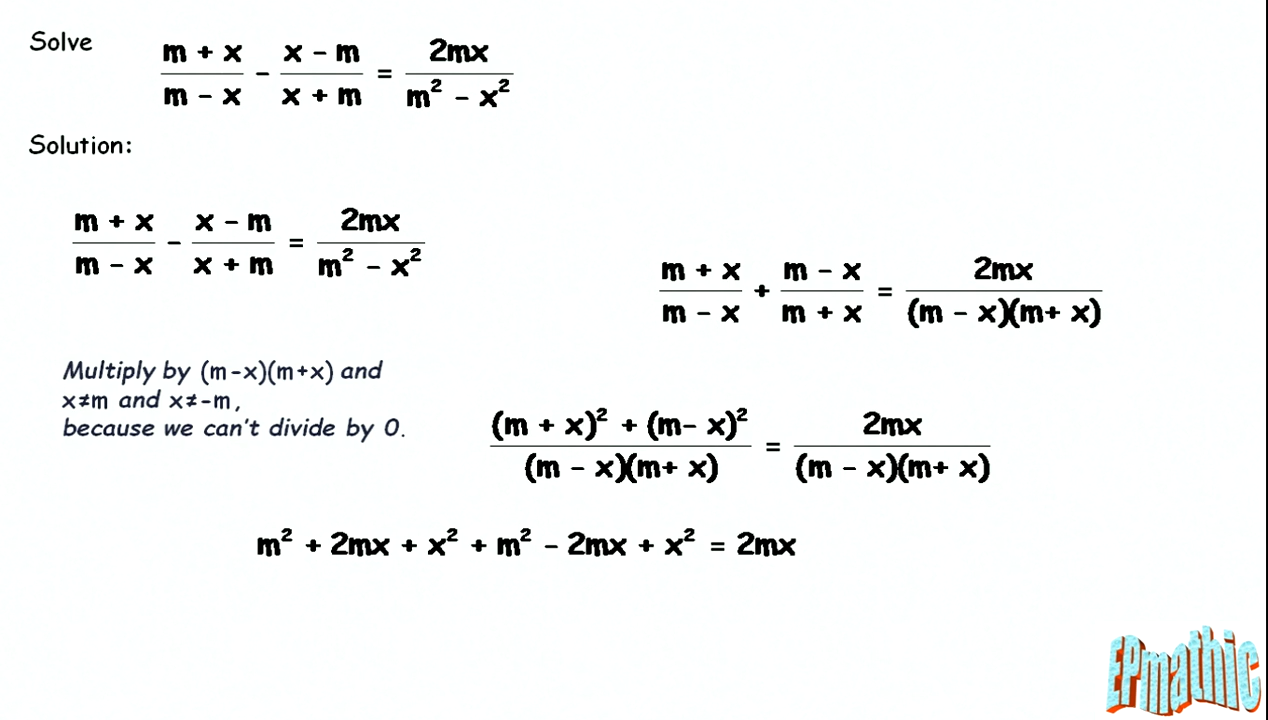 Solve (m + x)/(m - x) - (x - m)/(x + m) = 2mx/(m² - x²)
Solution:
(m + x)/(m - x) - (x - m)/(x + m) = 2mx/(m² - x²)
(m + x)/(m - x) + (m - x)/(m + x) = 2mx/((m - x)(m+ x))
Multiply by (m-x)(m+x) and
x≠m and x≠-m,
because we can't divide by 0.
((m + x)² + (m- x)²)/((m - x)(m+ x)) = 2mx/((m - x)(m+ x))
m² + 2mx + x² + m² - 2mx + x² = 2mx
EPmathic